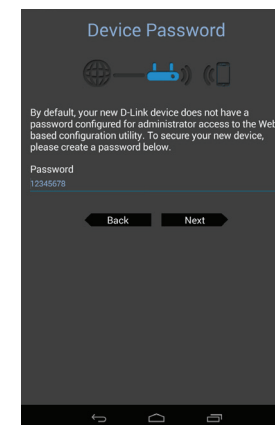 Device Password
By default, your new D-Link device does not have a
password configured for administrator access to the Web
based configuration utility. To secure your new device,
please create a password below.
Password
12345678
Back Next